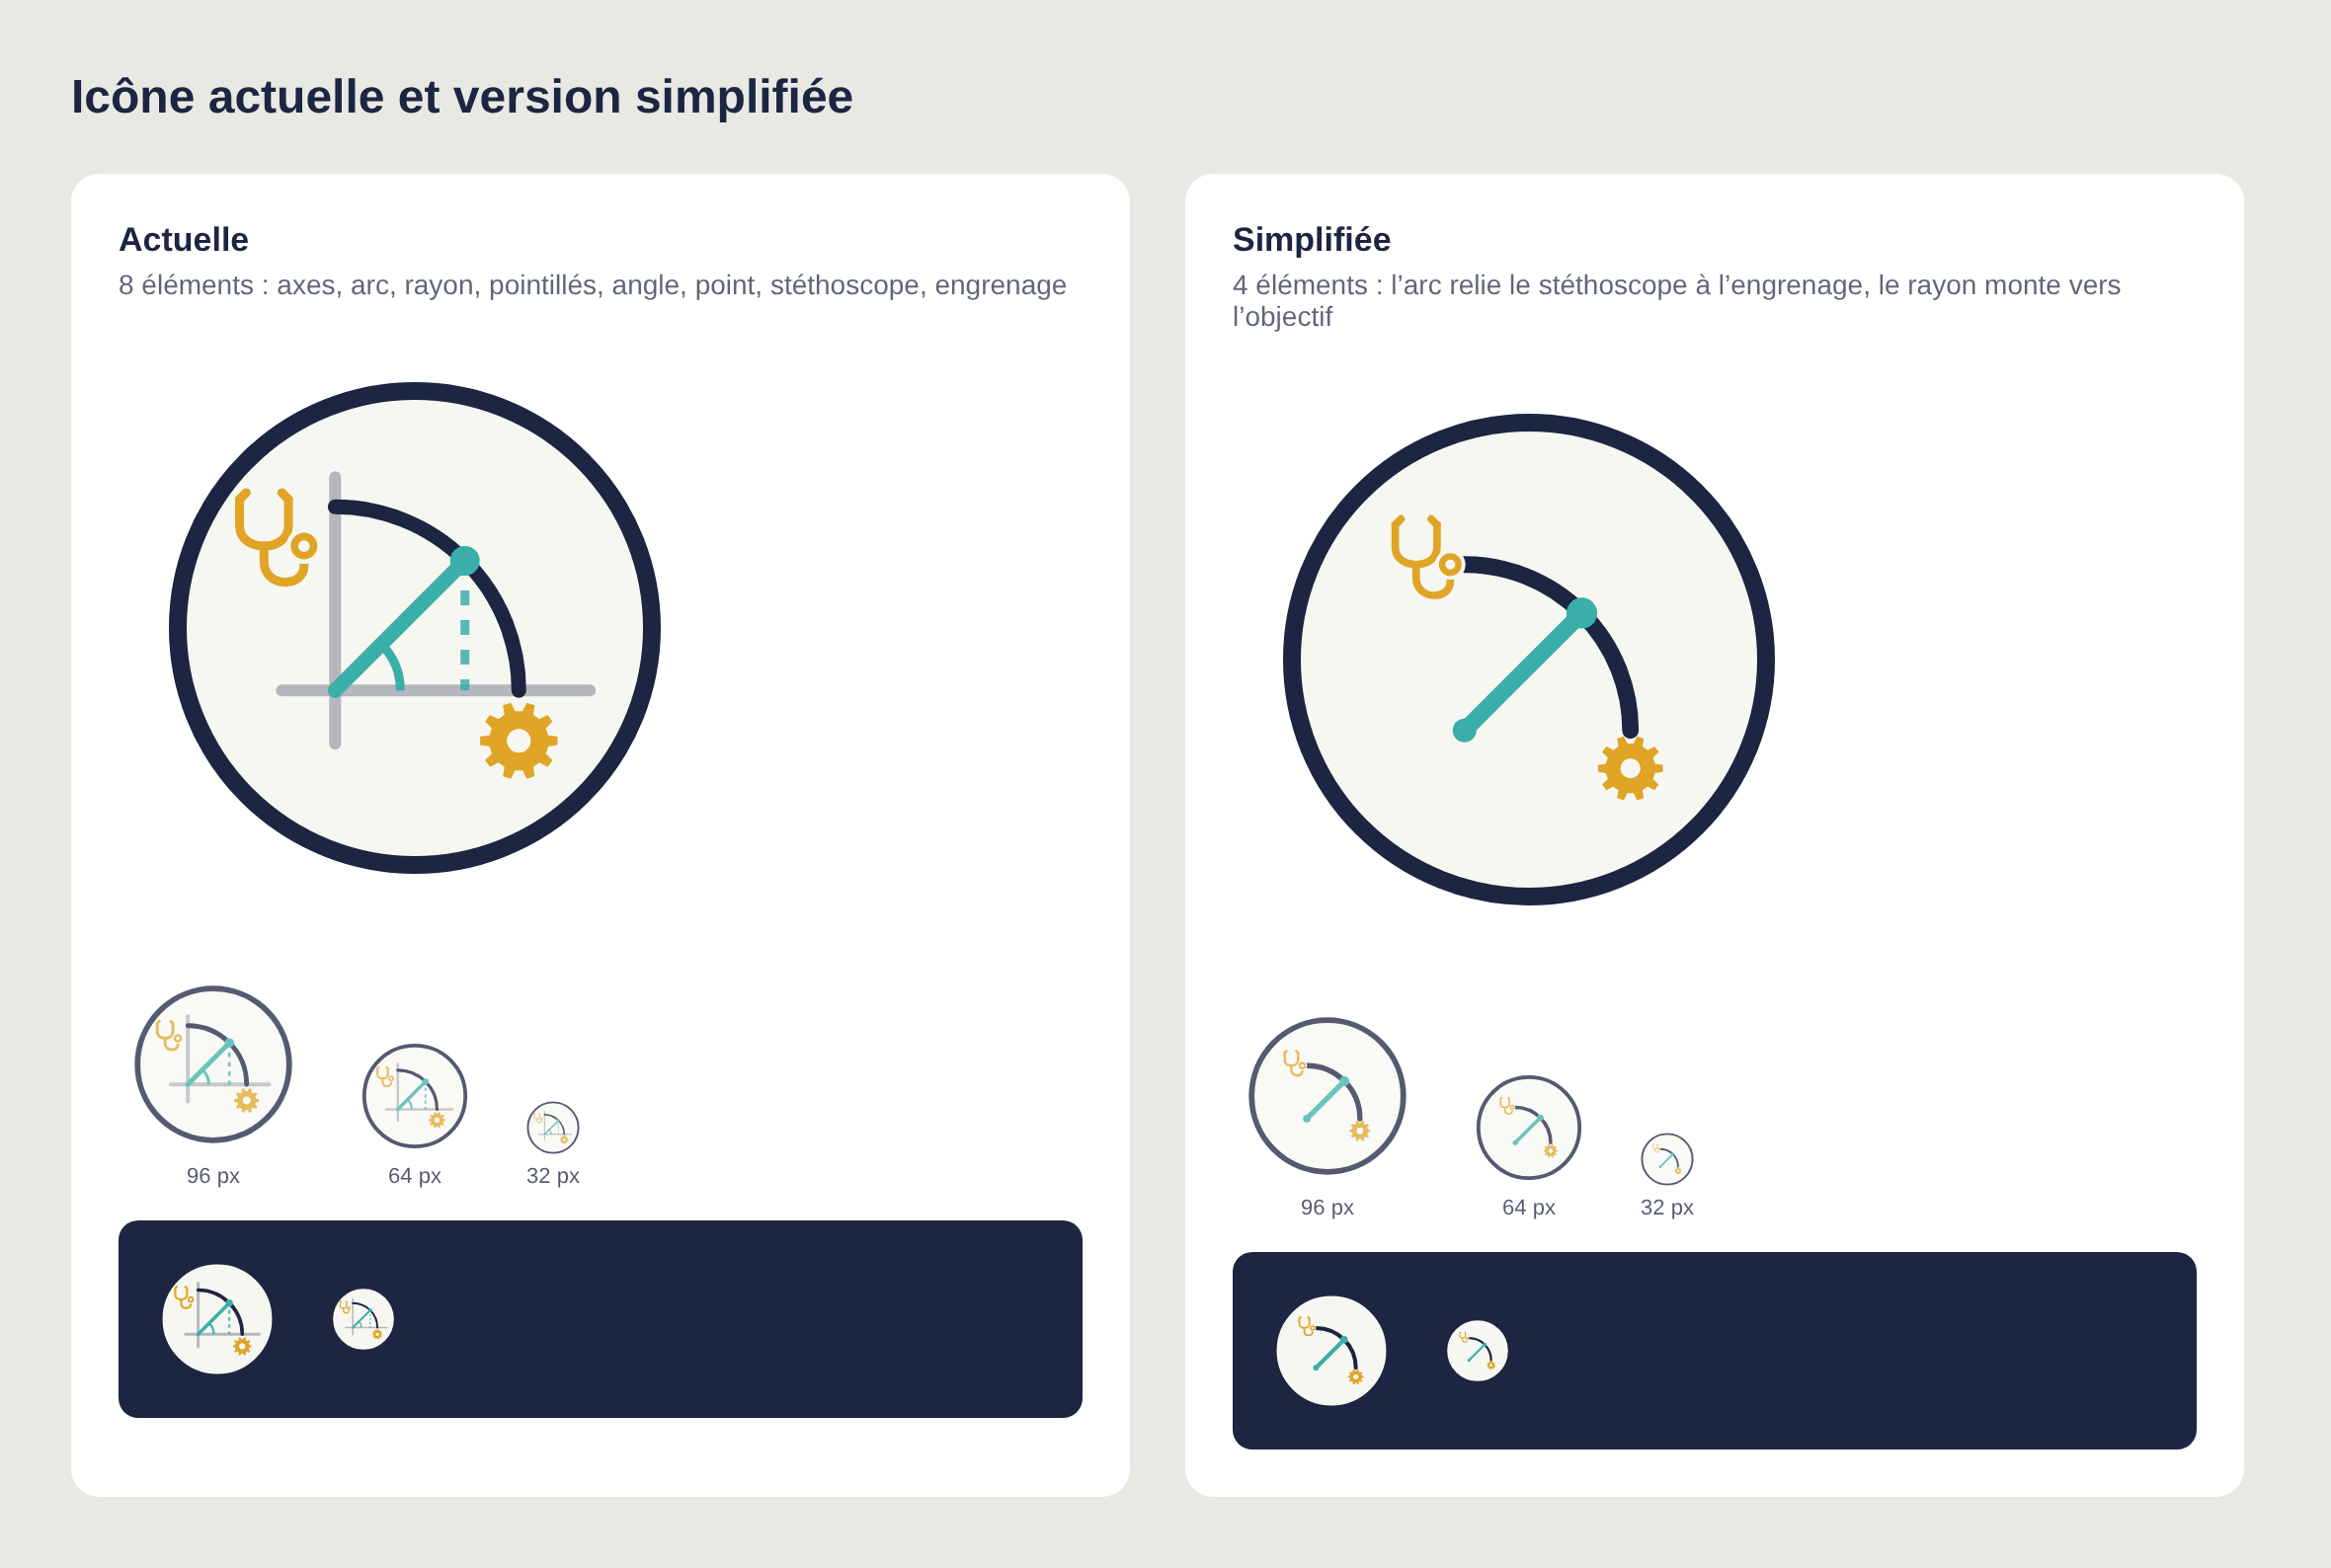 Icône actuelle et version simplifiée
Actuelle
8 éléments : axes, arc, rayon, pointillés, angle, point, stéthoscope, engrenage
96 px
64 px
32 px
Simplifiée
4 éléments : l’arc relie le stéthoscope à l’engrenage, le rayon monte vers
l’objectif
96 px
64 px
32 px